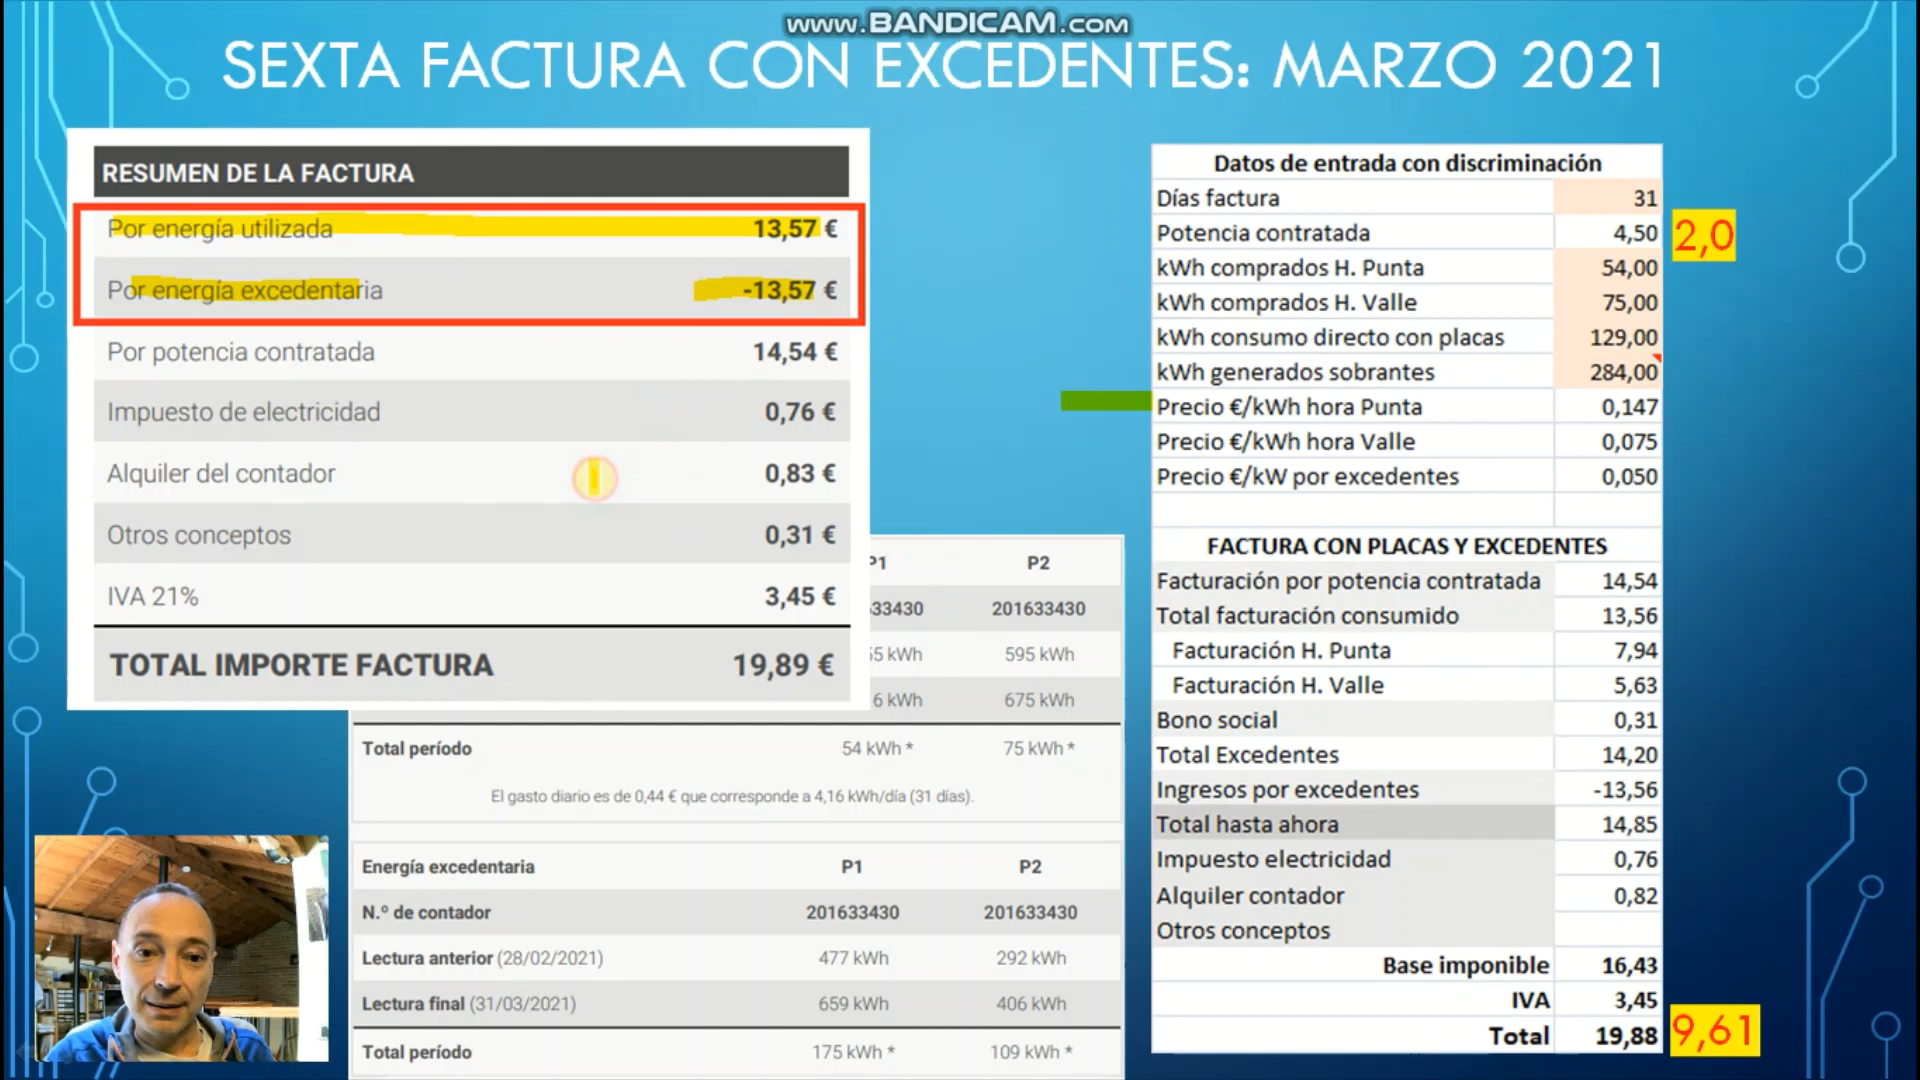 www.BANDICAM.com
SEXTA FACTURA CON EXCEDENTES: MARZO 2021
RESUMEN DE LA FACTURA
Por energía utilizada 13,57 €
Por energía excedentaria -13,57 €
Por potencia contratada 14,54 €
Impuesto de electricidad 0,76 €
Alquiler del contador 0,83 €
Otros conceptos 0,31 €
IVA 21% 3,45 €
TOTAL IMPORTE FACTURA 19,89 €
P1 P2
33430 201633430
5 kWh 595 kWh
6 kWh 675 kWh
Total período 54 kWh * 75 kWh *
El gasto diario es de 0,44 € que corresponde a 4,16 kWh/día (31 días).
Energía excedentaria P1 P2
N.º de contador 201633430 201633430
Lectura anterior (28/02/2021) 477 kWh 292 kWh
Lectura final (31/03/2021) 659 kWh 406 kWh
Total período 175 kWh * 109 kWh *
Datos de entrada con discriminación
Días factura 31
Potencia contratada 4,50 2,0
kWh comprados H. Punta 54,00
kWh comprados H. Valle 75,00
kWh consumo directo con placas 129,00
kWh generados sobrantes 284,00
Precio €/kWh hora Punta 0,147
Precio €/kWh hora Valle 0,075
Precio €/kW por excedentes 0,050
FACTURA CON PLACAS Y EXCEDENTES
Facturación por potencia contratada 14,54
Total facturación consumido 13,56
Facturación H. Punta 7,94
Facturación H. Valle 5,63
Bono social 0,31
Total Excedentes 14,20
Ingresos por excedentes -13,56
Total hasta ahora 14,85
Impuesto electricidad 0,76
Alquiler contador 0,82
Otros conceptos
Base imponible 16,43
IVA 3,45
Total 19,88 9,61